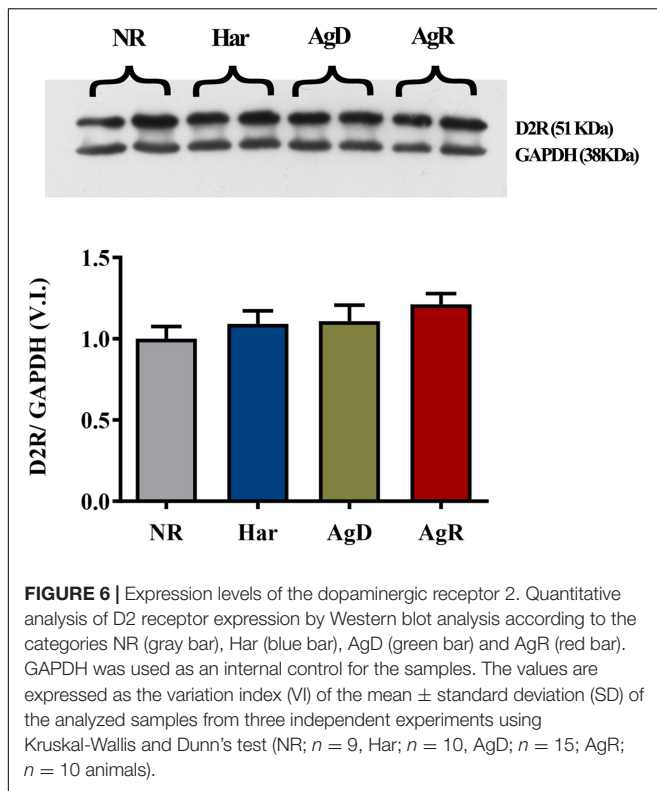 NR Har AgD AgR
D2R (51 KDa)
GAPDH (38KDa)
D2R/ GAPDH (V.I.)
1.5
1.0
0.5
0.0
NR Har AgD AgR
FIGURE 6 | Expression levels of the dopaminergic receptor 2. Quantitative
analysis of D2 receptor expression by Western blot analysis according to the
categories NR (gray bar), Har (blue bar), AgD (green bar) and AgR (red bar).
GAPDH was used as an internal control for the samples. The values are
expressed as the variation index (VI) of the mean ± standard deviation (SD) of
the analyzed samples from three independent experiments using
Kruskal-Wallis and Dunn's test (NR; n = 9, Har; n = 10, AgD; n = 15; AgR;
n = 10 animals).